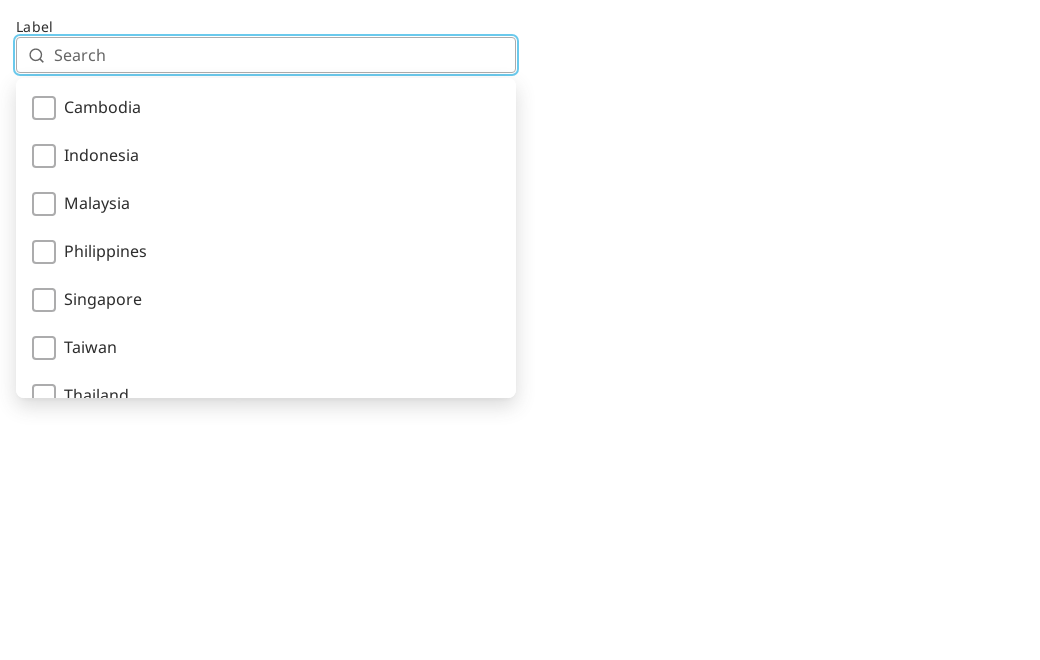 Label
Search
Cambodia
Indonesia
Malaysia
Philippines
Singapore
Taiwan
Thailand